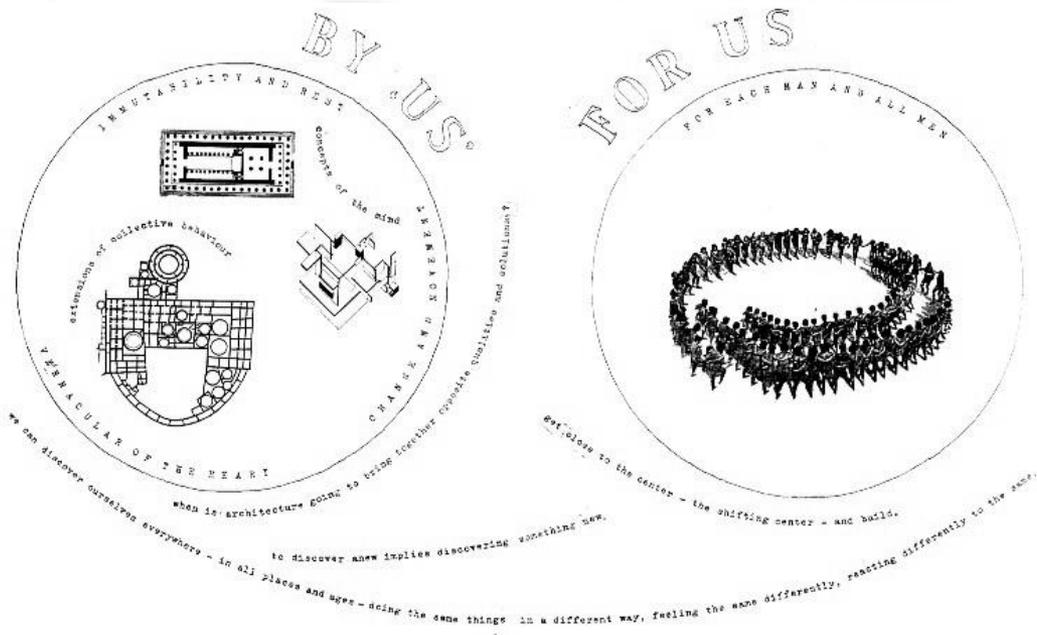 BY US
IMMUTABILITY AND REST
concepts of the mind
extensions of collective behaviour
CHANGE AND MOVEMENT
VERNACULAR OF THE HEART
when is architecture going to bring together opposite qualities and solutions?
FOR US
FOR EACH MAN AND ALL MEN
get close to the center - the shifting center - and build.
to discover anew implies discovering something new.
we can discover ourselves everywhere - in all places and ages - doing the same things in a different way, feeling the same differently, reacting differently to the same.